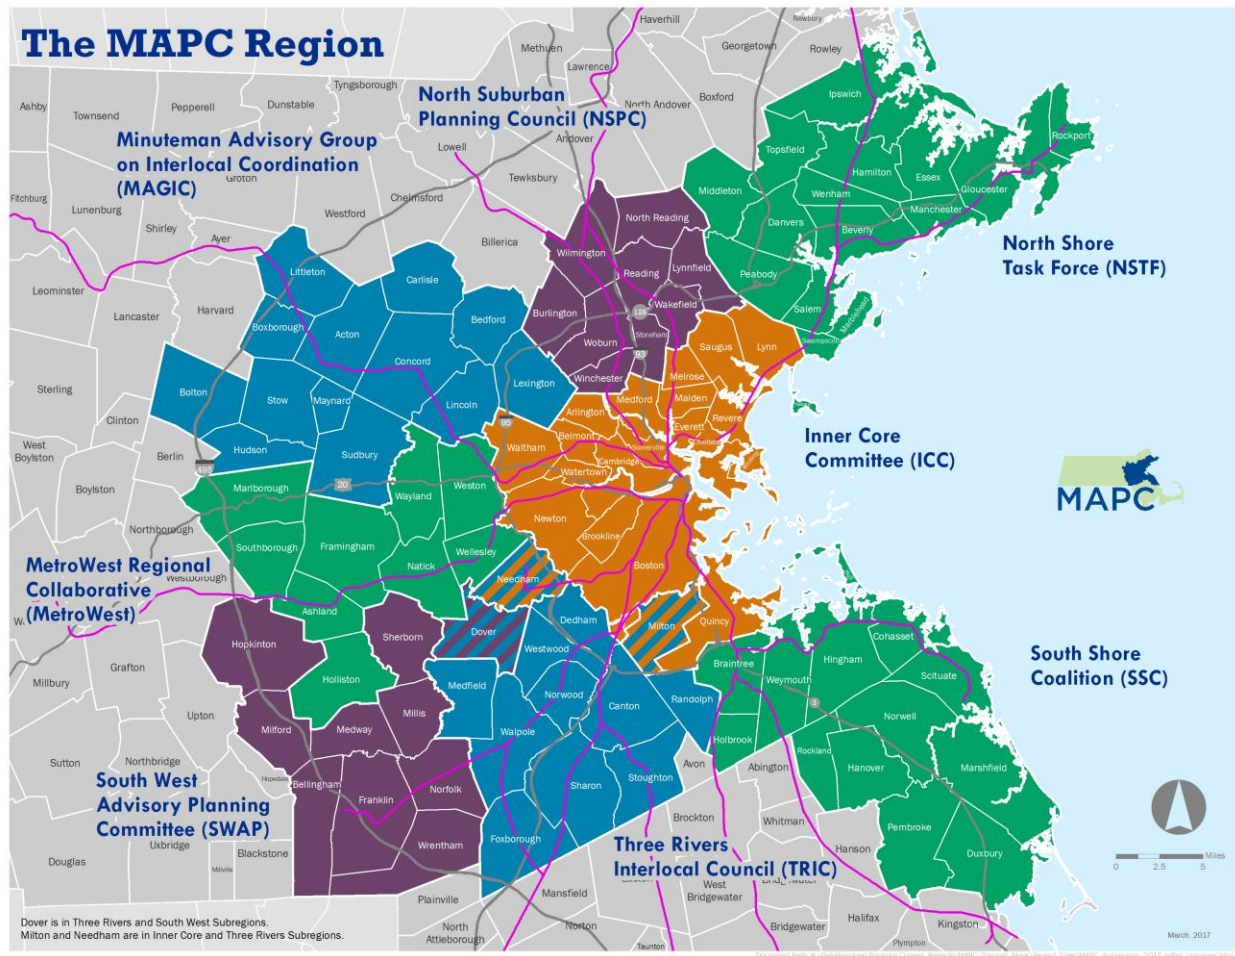 The MAPC Region
Haverhill
Newbury
Methuen
Georgetown
Rowley
Lawrence
Tyngsborough
Boxford
North Andover
Ipswich
Ashby
Townsend
Pepperell
Dunstable
North Suburban
Planning Council (NSPC)
Andover
Rockport
Minuteman Advisory Group
on Interlocal Coordination
(MAGIC)
Groton
Lowell
Topsfield
Hamilton
Essex
Gloucester
Tewksbury
Middleton
Wenham
Manchester
Fitchburg
Lunenburg
Westford
Chelmsford
Shirley
Ayer
Billerica
North Reading
Danvers
Beverly
North Shore
Task Force (NSTF)
Wilmington
Reading
Lynnfield
Peabody
Littleton
Carlisle
Leominster
Harvard
Lancaster
Burlington
Wakefield
Salem
Marblehead
128
Boxborough
Acton
Bedford
Stoneham
Woburn
93
Saugus
Lynn
Swampscott
Concord
Winchester
Melrose
Sterling
Bolton
Stow
Maynard
Lincoln
Lexington
Medford
Malden
Clinton
95
Arlington
Everett
Revere
Chelsea
West
Boylston
Berlin
Hudson
Sudbury
Waltham
Belmont
Somerville
Cambridge
Inner Core
Committee (ICC)
495
20
Watertown
Boylston
Marlborough
Wayland
Weston
MAPC
Northborough
Newton
Brookline
Southborough
Framingham
Wellesley
Natick
Boston
MetroWest Regional
Collaborative
(MetroWest)
Westborough
Needham
Ashland
Dover
Dedham
Milton
Quincy
Hopkinton
Sherborn
Westwood
Cohasset
Braintree
Hingham
Grafton
Holliston
Medfield
Weymouth
Scituate
South Shore
Coalition (SSC)
Millbury
Norwood
Canton
Randolph
3
Upton
Milford
Medway
Millis
Walpole
Norwell
Holbrook
Rockland
Sutton
Northbridge
Hopedale
Bellingham
Franklin
Norfolk
Sharon
Stoughton
Avon
Abington
Hanover
Marshfield
South West
Advisory Planning
Committee (SWAP)
Uxbridge
Blackstone
Millville
Douglas
Wrentham
Foxborough
Brockton
Whitman
Pembroke
Hanson
Duxbury
Three Rivers
Interlocal Council (TRIC)
0 2.5 5 Miles
Plainville
Mansfield
West
Bridgewater
Halifax
Kingston
North
Attleborough
Norton
Bridgewater
Plympton
Taunton
Dover is in Three Rivers and South West Subregions.
Milton and Needham are in Inner Core and Three Rivers Subregions.
March, 2017